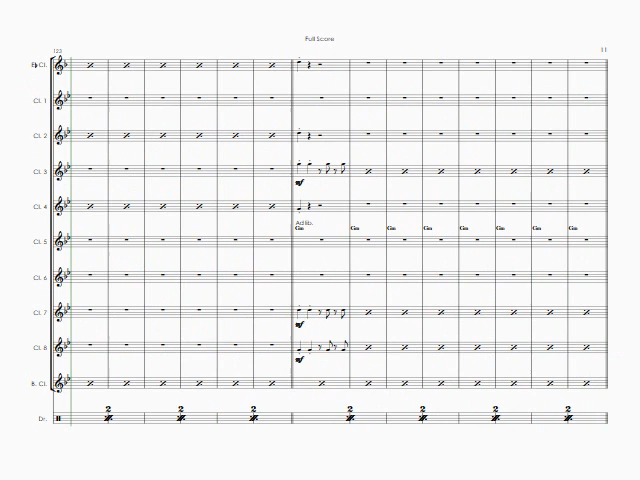 Full Score
11
123
E♭ Cl.
Cl. 1
Cl. 2
Cl. 3
mf
Cl. 4
Ad lib.
Gm Gm Gm Gm Gm Gm Gm Gm
Cl. 5
Cl. 6
Cl. 7
mf
Cl. 8
mf
B. Cl.
2 2 2 2 2 2 2
Dr.